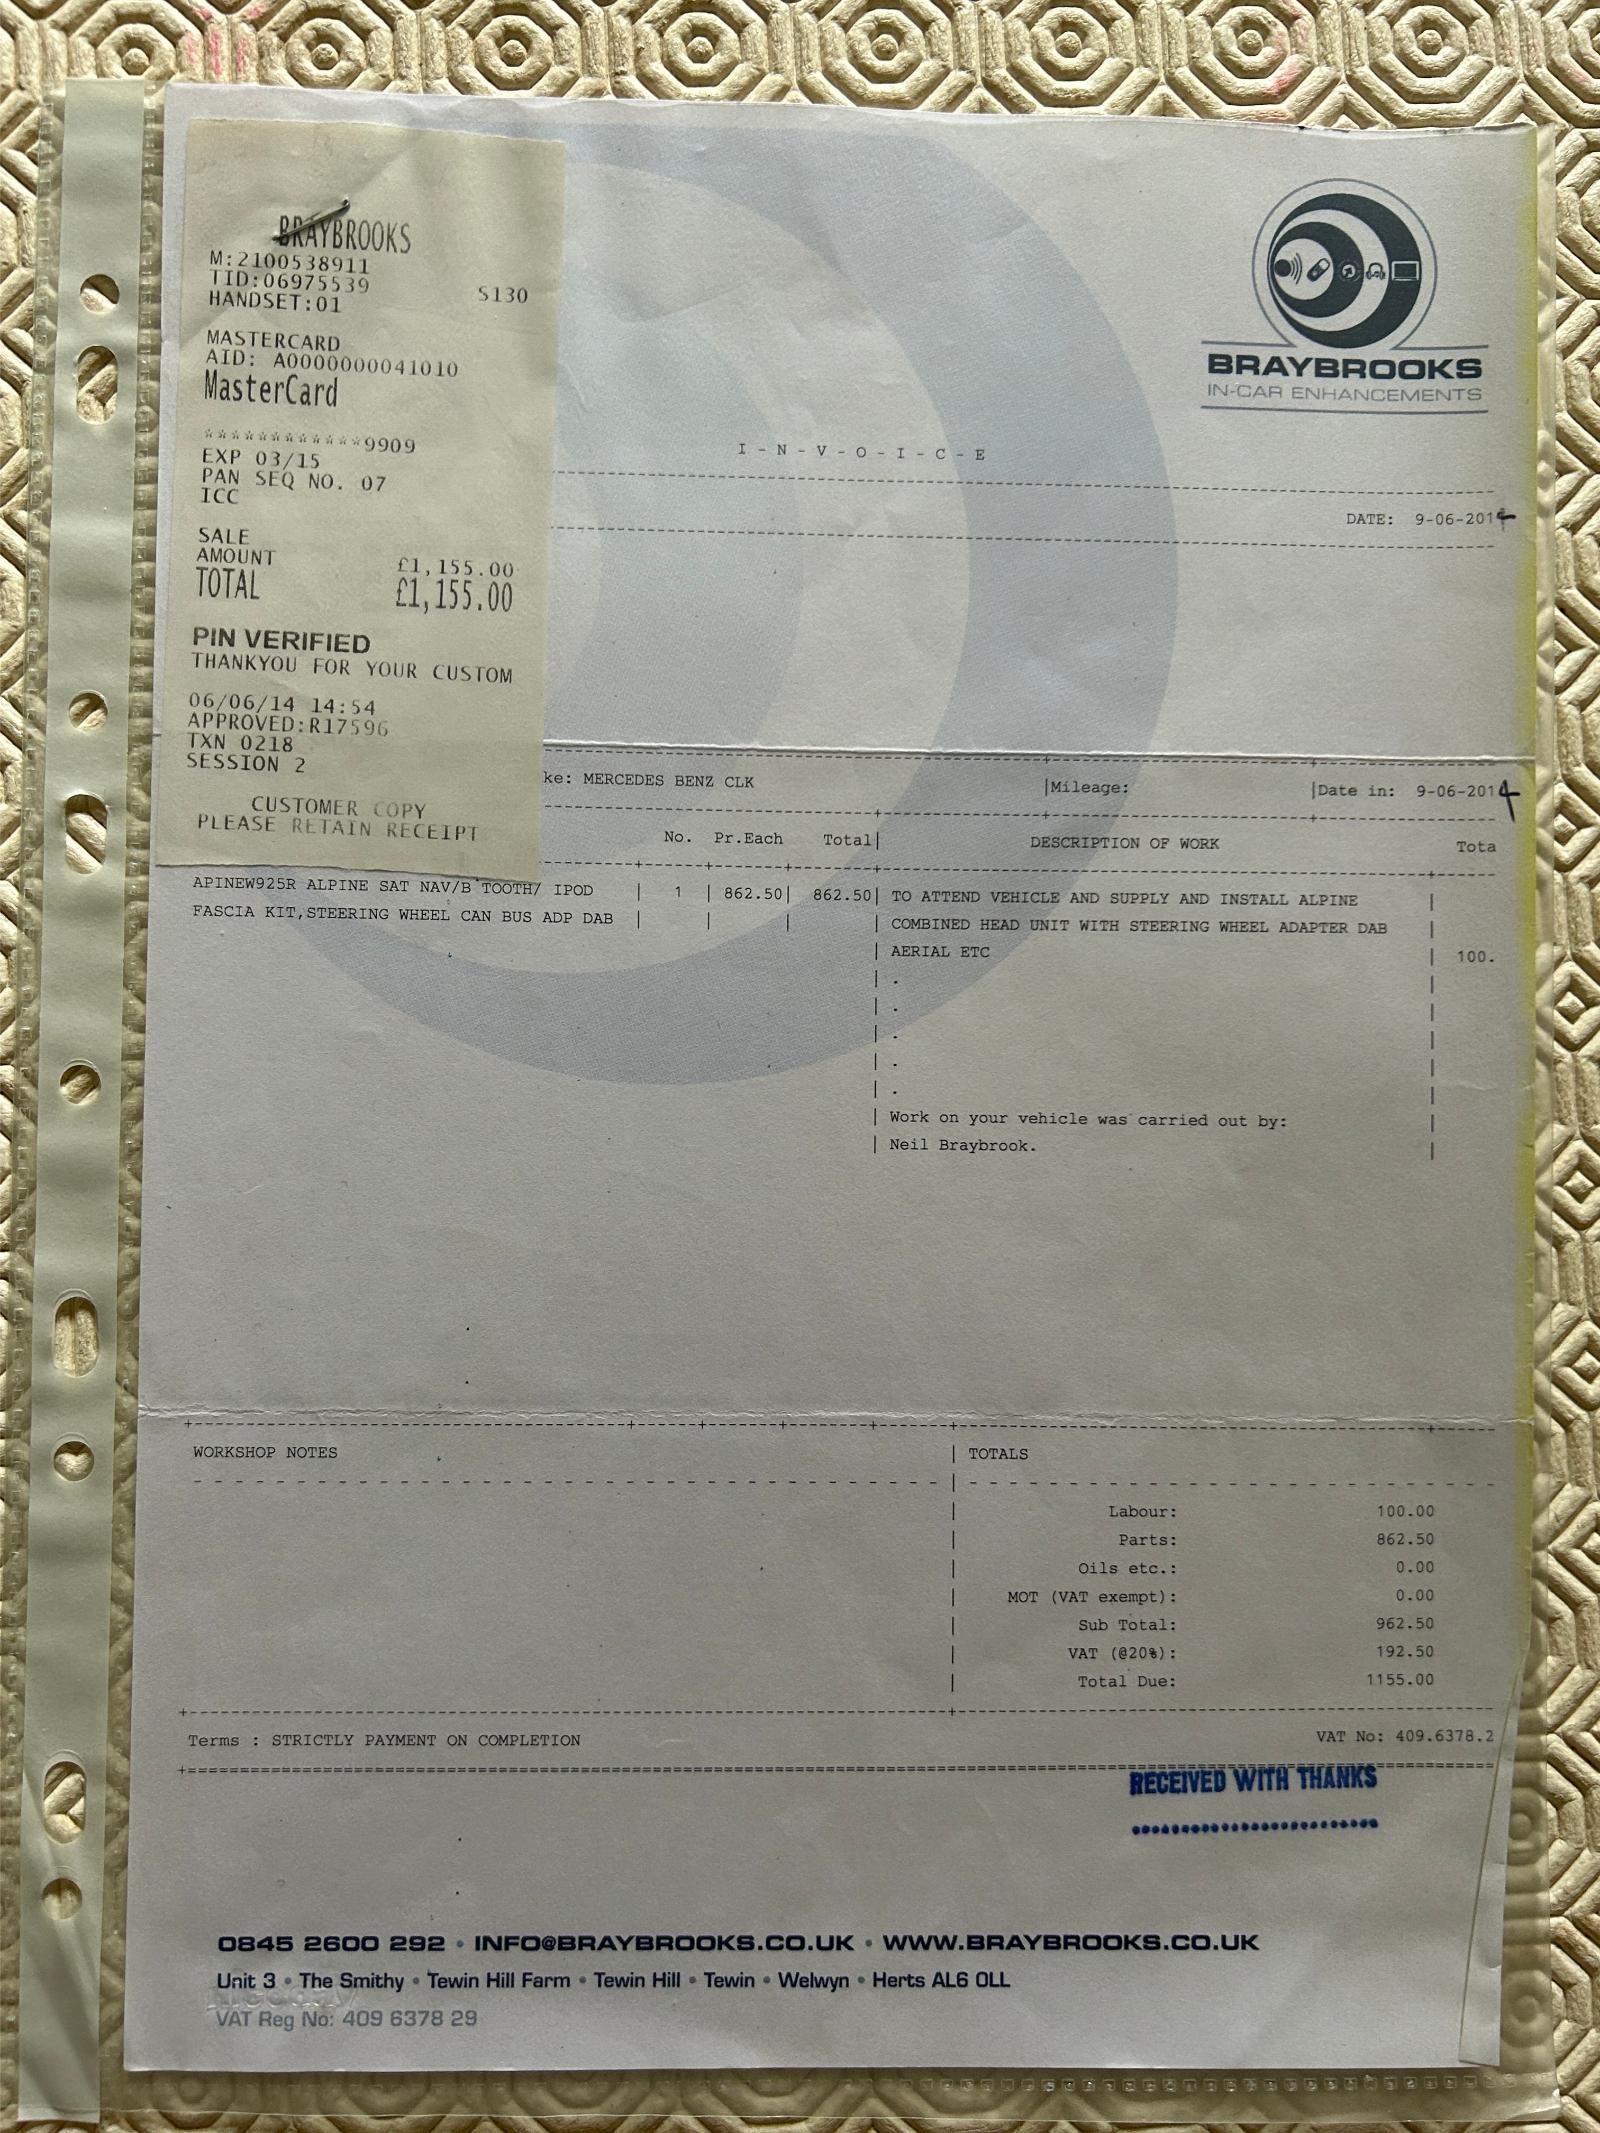 BRAYBROOKS
M:2100538911
TID:06975539
HANDSET:01 S130
MASTERCARD
AID: A0000000041010
MasterCard
************9909
EXP 03/15
PAN SEQ NO. 07
ICC
SALE
AMOUNT £1,155.00
TOTAL £1,155.00
PIN VERIFIED
THANKYOU FOR YOUR CUSTOM
06/06/14 14:54
APPROVED:R17596
TXN 0218
SESSION 2
CUSTOMER COPY
PLEASE RETAIN RECEIPT
BRAYBROOKS
IN-CAR ENHANCEMENTS
I - N - V - O - I - C - E
DATE: 9-06-2014
ke: MERCEDES BENZ CLK |Mileage: |Date in: 9-06-2014
No. Pr.Each Total| DESCRIPTION OF WORK Tota
APINEW925R ALPINE SAT NAV/B TOOTH/ IPOD | 1 | 862.50| 862.50| TO ATTEND VEHICLE AND SUPPLY AND INSTALL ALPINE |
FASCIA KIT,STEERING WHEEL CAN BUS ADP DAB | | | | COMBINED HEAD UNIT WITH STEERING WHEEL ADAPTER DAB |
| AERIAL ETC | 100.
| . |
| . |
| . |
| . |
| . |
| Work on your vehicle was carried out by: |
| Neil Braybrook. |
WORKSHOP NOTES | TOTALS
Labour: 100.00
Parts: 862.50
Oils etc.: 0.00
MOT (VAT exempt): 0.00
Sub Total: 962.50
VAT (@20%): 192.50
Total Due: 1155.00
Terms : STRICTLY PAYMENT ON COMPLETION VAT No: 409.6378.2
RECEIVED WITH THANKS
0845 2600 292 • INFO@BRAYBROOKS.CO.UK • WWW.BRAYBROOKS.CO.UK
Unit 3 • The Smithy • Tewin Hill Farm • Tewin Hill • Tewin • Welwyn • Herts AL6 0LL
VAT Reg No: 409 6378 29